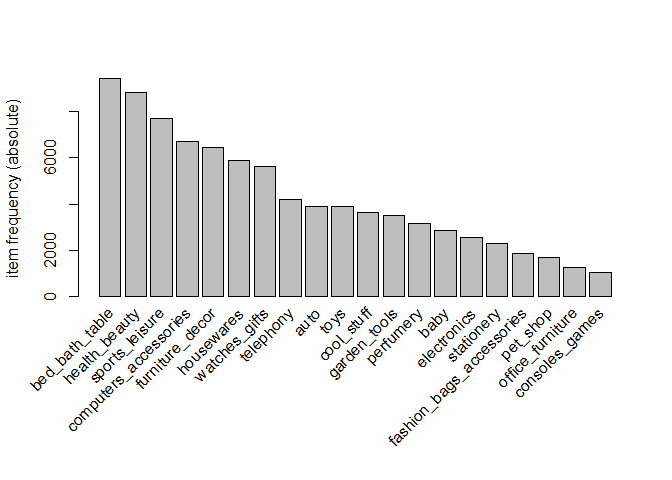 item frequency (absolute)
6000
2000
0
bed_bath_table
health_beauty
sports_leisure
computers_accessories
furniture_decor
housewares
watches_gifts
telephony
auto
toys
cool_stuff
garden_tools
perfumery
baby
electronics
stationery
fashion_bags_accessories
pet_shop
office_furniture
consoles_games